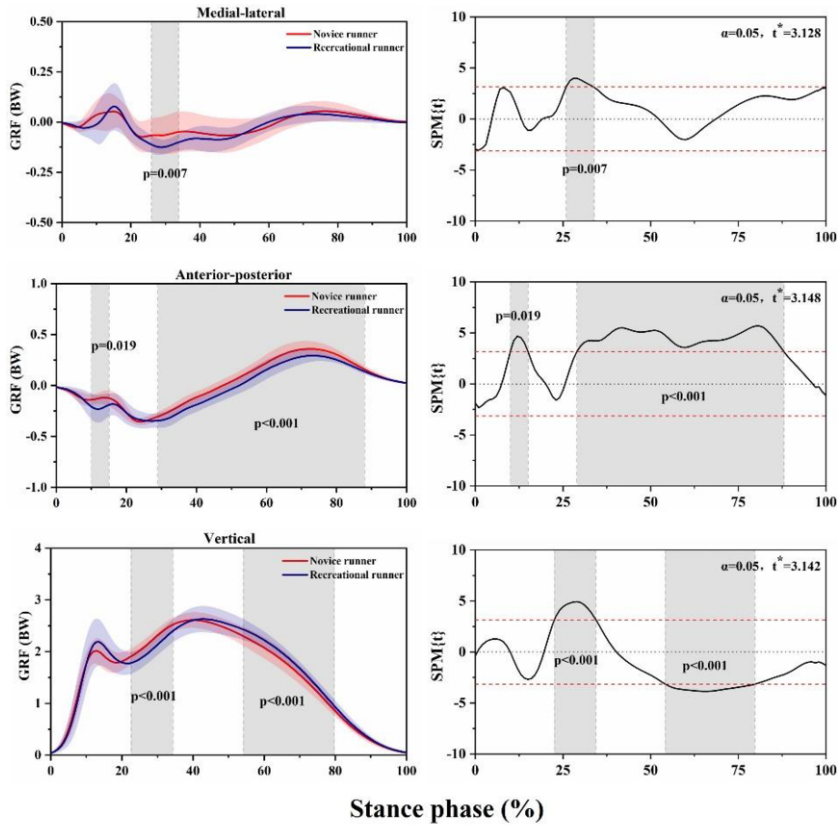 Medial-lateral
0.50
0.25
0.00
-0.25
-0.50
GRF (BW)
Novice runner
Recreational runner
p=0.007
0 20 40 60 80 100
10
5
0
-5
-10
SPM{t}
α=0.05, t*=3.128
p=0.007
0 25 50 75 100
Anterior-posterior
1.0
0.5
0.0
-0.5
-1.0
GRF (BW)
Novice runner
Recreational runner
p=0.019
p<0.001
0 20 40 60 80 100
10
5
0
-5
-10
SPM{t}
α=0.05, t*=3.148
p=0.019
p<0.001
0 25 50 75 100
Vertical
4
3
2
1
0
GRF (BW)
Novice runner
Recreational runner
p<0.001
p<0.001
0 20 40 60 80 100
10
5
0
-5
-10
SPM{t}
α=0.05, t*=3.142
p<0.001
p<0.001
0 25 50 75 100
Stance phase (%)